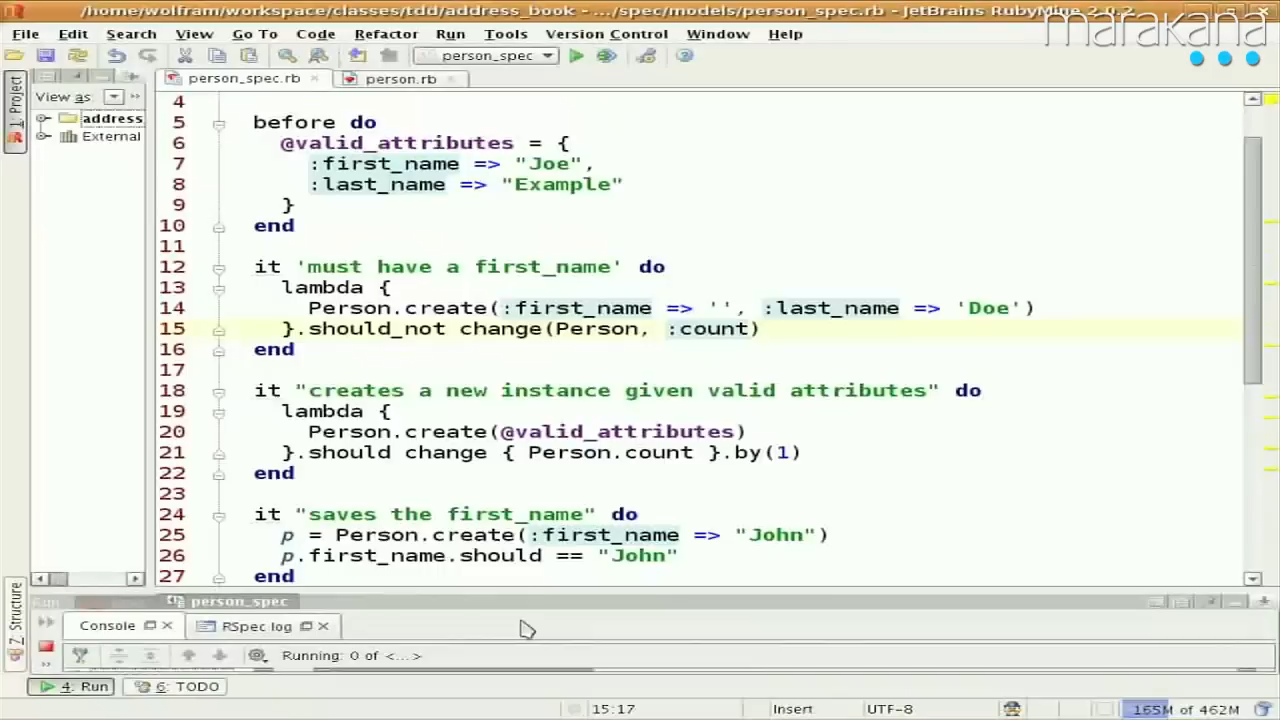 /home/wolfram/workspace/classes/tdd/address_book - .../spec/models/person_spec.rb - JetBrains RubyMine 2.0.2
marakana
File Edit Search View Go To Code Refactor Run Tools Version Control Window Help
person_spec
1: Project
person_spec.rb
person.rb
View as
address
External
4
5 before do
6 @valid_attributes = {
7 :first_name => "Joe",
8 :last_name => "Example"
9 }
10 end
11
12 it 'must have a first_name' do
13 lambda {
14 Person.create(:first_name => '', :last_name => 'Doe')
15 }.should_not change(Person, :count)
16 end
17
18 it "creates a new instance given valid attributes" do
19 lambda {
20 Person.create(@valid_attributes)
21 }.should change { Person.count }.by(1)
22 end
23
24 it "saves the first_name" do
25 p = Person.create(:first_name => "John")
26 p.first_name.should == "John"
27 end
7: Structure
Run person_spec
Console
RSpec log
Running: 0 of <...>
4: Run
6: TODO
15:17 Insert UTF-8 165M of 462M